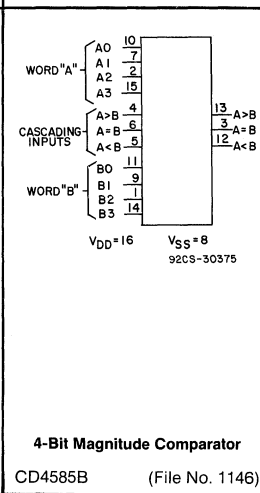 A0 10
A1 7
WORD "A" A2 2
A3 15
A>B 4 13 A>B
CASCADING INPUTS A=B 6 3 A=B
A<B 5 12 A<B
B0 11
B1 9
WORD "B" B2 1
B3 14
VDD=16 VSS=8
92CS-30375
4-Bit Magnitude Comparator
CD4585B (File No. 1146)